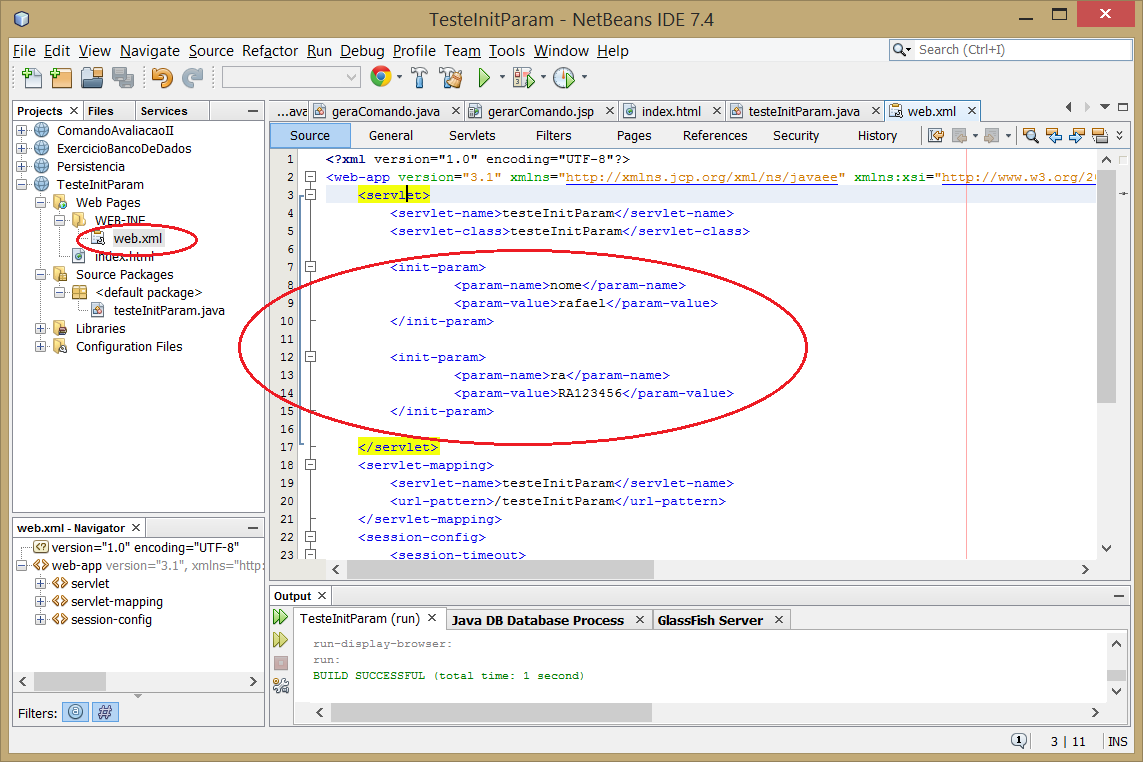 TesteInitParam - NetBeans IDE 7.4
File Edit View Navigate Source Refactor Run Debug Profile Team Tools Window Help
Search (Ctrl+I)
Projects Files Services
ComandoAvaliacaoII
ExercicioBancoDeDados
Persistencia
TesteInitParam
Web Pages
WEB-INF
web.xml
index.html
Source Packages
<default package>
testeInitParam.java
Libraries
Configuration Files
...ava geraComando.java gerarComando.jsp index.html testeInitParam.java web.xml
Source General Servlets Filters Pages References Security History
1 <?xml version="1.0" encoding="UTF-8"?>
2 <web-app version="3.1" xmlns="http://xmlns.jcp.org/xml/ns/javaee" xmlns:xsi="http://www.w3.org/20
3 <servlet>
4 <servlet-name>testeInitParam</servlet-name>
5 <servlet-class>testeInitParam</servlet-class>
6
7 <init-param>
8 <param-name>nome</param-name>
9 <param-value>rafael</param-value>
10 </init-param>
11
12 <init-param>
13 <param-name>ra</param-name>
14 <param-value>RA123456</param-value>
15 </init-param>
16
17 </servlet>
18 <servlet-mapping>
19 <servlet-name>testeInitParam</servlet-name>
20 <url-pattern>/testeInitParam</url-pattern>
21 </servlet-mapping>
22 <session-config>
23 <session-timeout>
web.xml - Navigator
version="1.0" encoding="UTF-8"
web-app version="3.1", xmlns="http:
servlet
servlet-mapping
session-config
Filters:
Output
TesteInitParam (run) Java DB Database Process GlassFish Server
run-display-browser:
run:
BUILD SUCCESSFUL (total time: 1 second)
1 3 | 11 INS